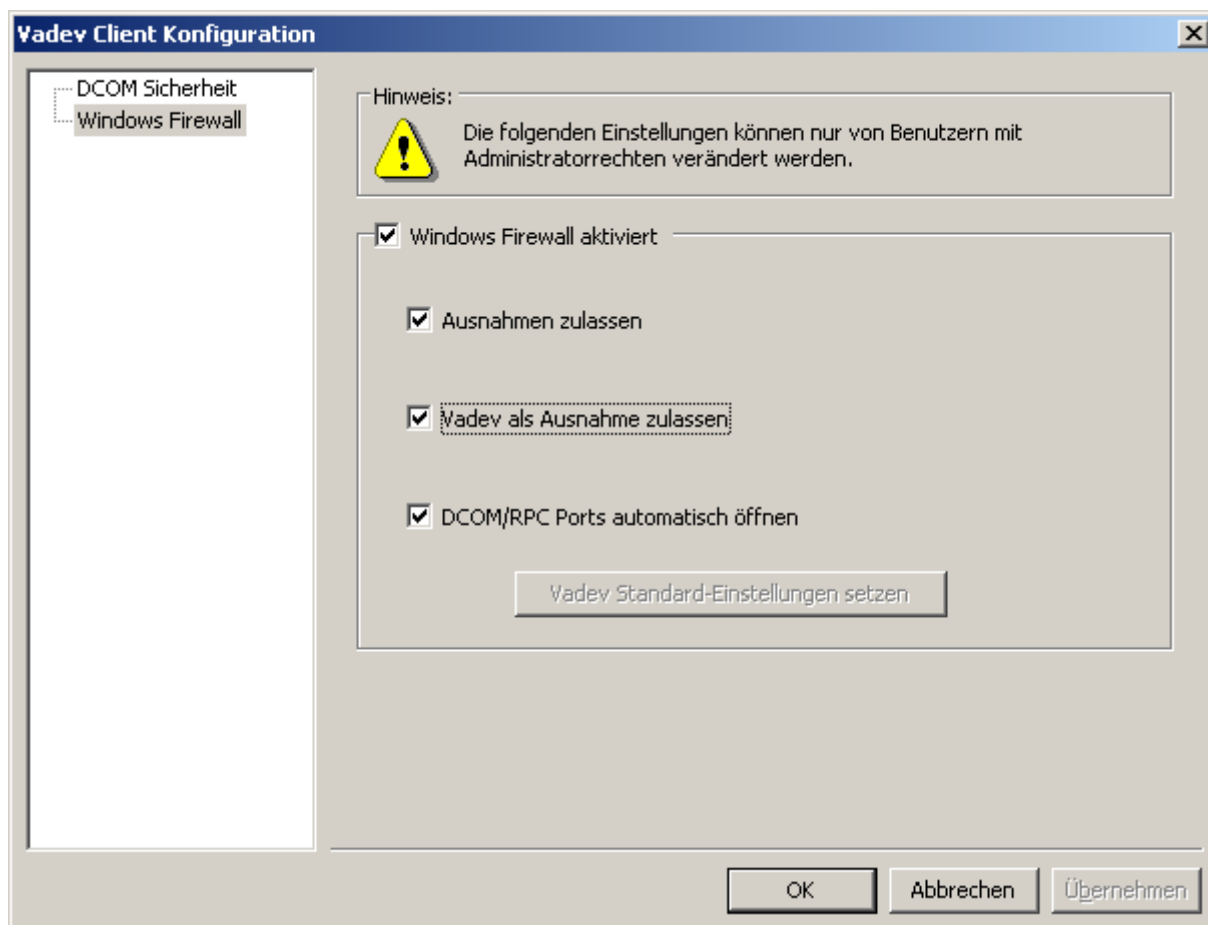 Vadev Client Konfiguration
DCOM Sicherheit
Windows Firewall
Hinweis:
Die folgenden Einstellungen können nur von Benutzern mit
Administratorrechten verändert werden.
Windows Firewall aktiviert
Ausnahmen zulassen
Vadev als Ausnahme zulassen
DCOM/RPC Ports automatisch öffnen
Vadev Standard-Einstellungen setzen
OK
Abbrechen
Übernehmen